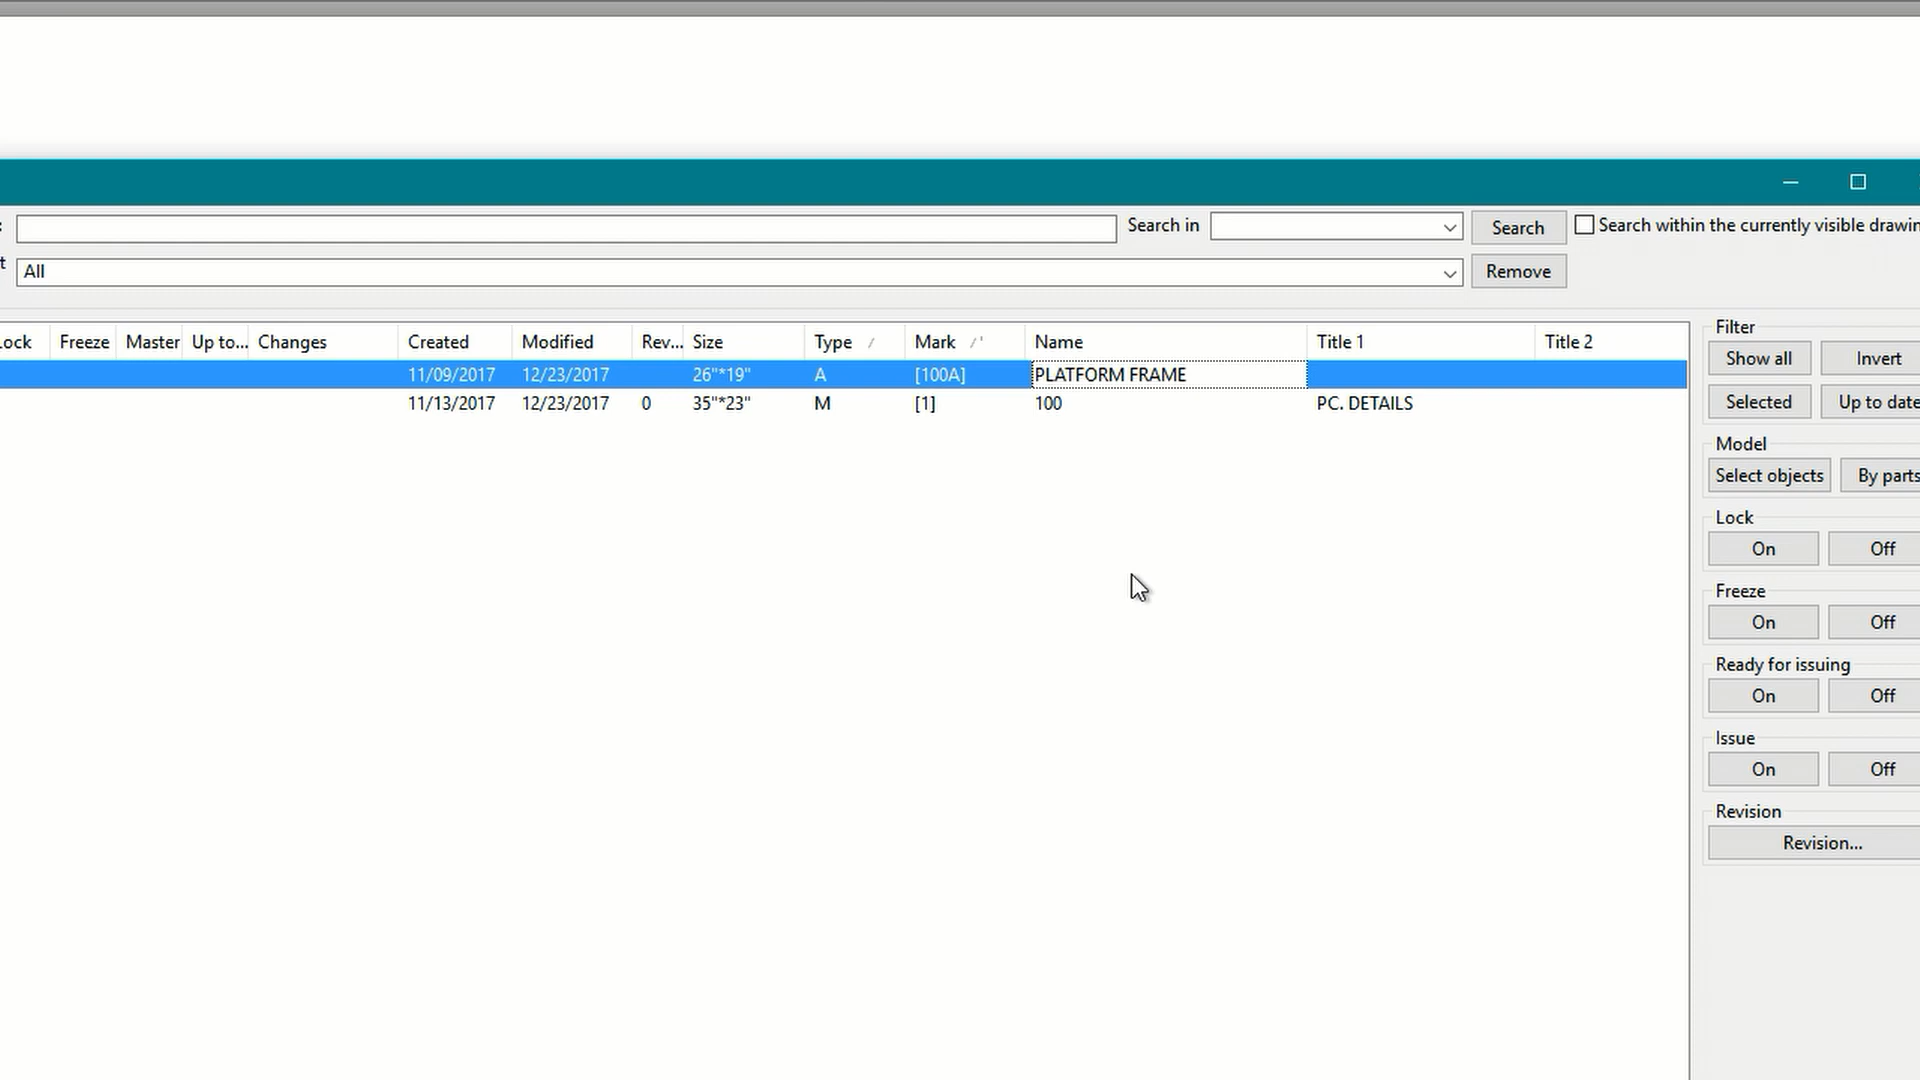 :
Search in
Search
Search within the currently visible drawin
t
All
Remove
ock Freeze Master Up to... Changes Created Modified Rev... Size Type Mark Name Title 1 Title 2
11/09/2017 12/23/2017 26"*19" A [100A] PLATFORM FRAME
11/13/2017 12/23/2017 0 35"*23" M [1] 100 PC. DETAILS
Filter
Show all Invert
Selected Up to date
Model
Select objects By parts
Lock
On Off
Freeze
On Off
Ready for issuing
On Off
Issue
On Off
Revision
Revision...